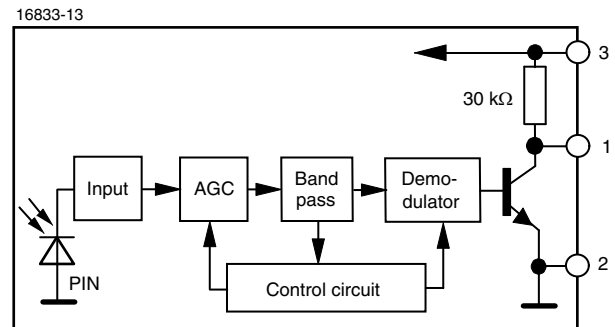 16833-13
3
30 kΩ
1
Input
AGC
Band
pass
Demo-
dulator
2
PIN
Control circuit